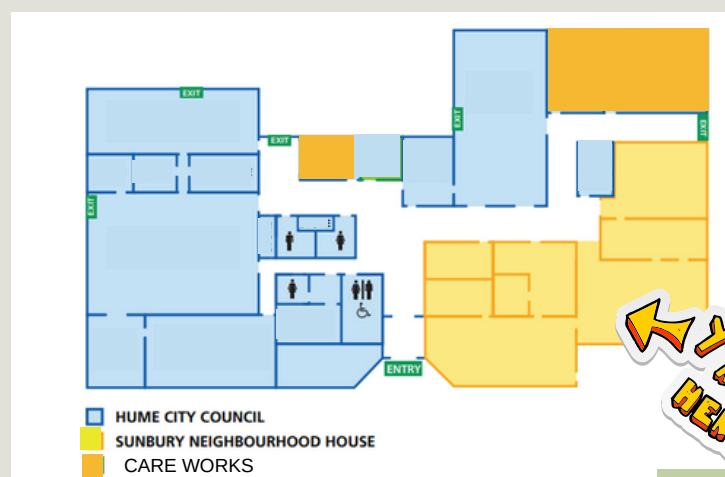 EXIT
EXIT
EXIT
EXIT
EXIT
ENTRY
HUME CITY COUNCIL
SUNBURY NEIGHBOURHOOD HOUSE
CARE WORKS